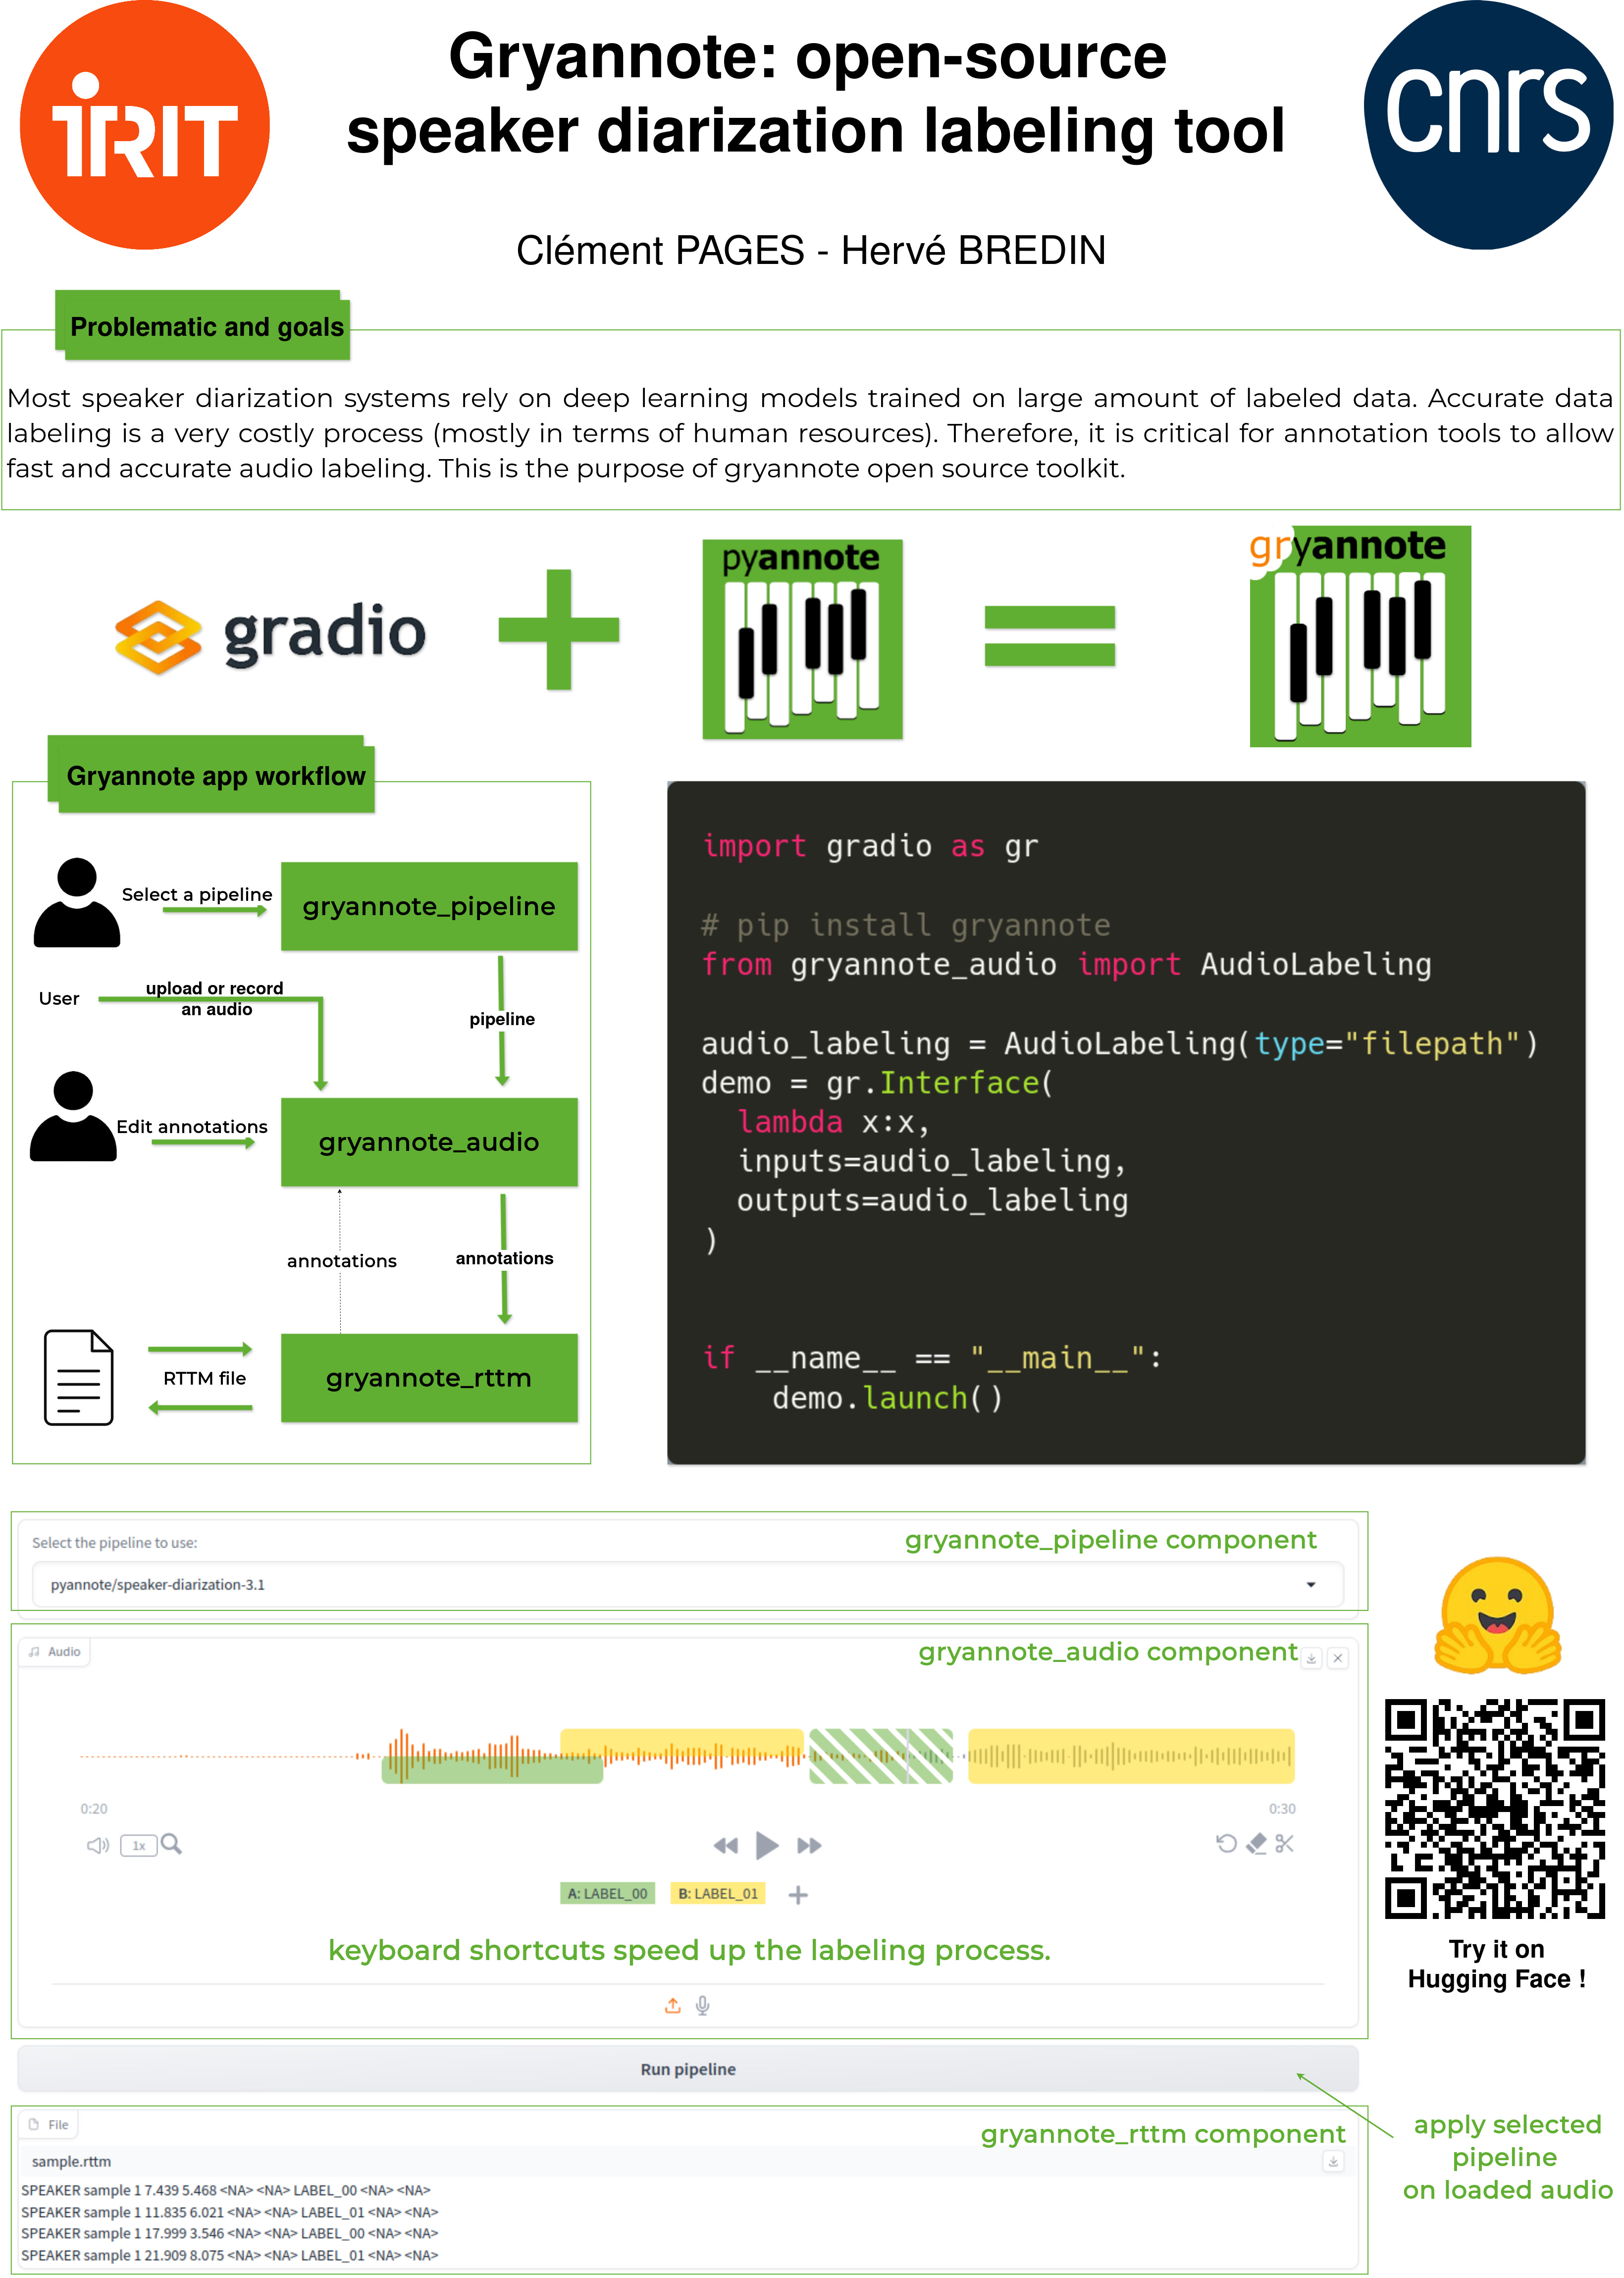 iRIT
Gryannote: open-source
speaker diarization labeling tool
cnrs
Clément PAGES - Hervé BREDIN
Problematic and goals
Most speaker diarization systems rely on deep learning models trained on large amount of labeled data. Accurate data
labeling is a very costly process (mostly in terms of human resources). Therefore, it is critical for annotation tools to allow
fast and accurate audio labeling. This is the purpose of gryannote open source toolkit.
gradio
pyannote
gryannote
Gryannote app workflow
Select a pipeline
gryannote_pipeline
User
upload or record
an audio
pipeline
Edit annotations
gryannote_audio
annotations
annotations
RTTM file
gryannote_rttm
import gradio as gr
# pip install gryannote
from gryannote_audio import AudioLabeling
audio_labeling = AudioLabeling(type="filepath")
demo = gr.Interface(
  lambda x:x,
  inputs=audio_labeling,
  outputs=audio_labeling
)
if __name__ == "__main__":
    demo.launch()
Select the pipeline to use:
gryannote_pipeline component
pyannote/speaker-diarization-3.1
Audio
gryannote_audio component
0:20
0:30
1x
A: LABEL_00
B: LABEL_01
keyboard shortcuts speed up the labeling process.
Try it on
Hugging Face !
Run pipeline
File
gryannote_rttm component
sample.rttm
SPEAKER sample 1 7.439 5.468 <NA> <NA> LABEL_00 <NA> <NA>
SPEAKER sample 1 11.835 6.021 <NA> <NA> LABEL_01 <NA> <NA>
SPEAKER sample 1 17.999 3.546 <NA> <NA> LABEL_00 <NA> <NA>
SPEAKER sample 1 21.909 8.075 <NA> <NA> LABEL_01 <NA> <NA>
apply selected
pipeline
on loaded audio